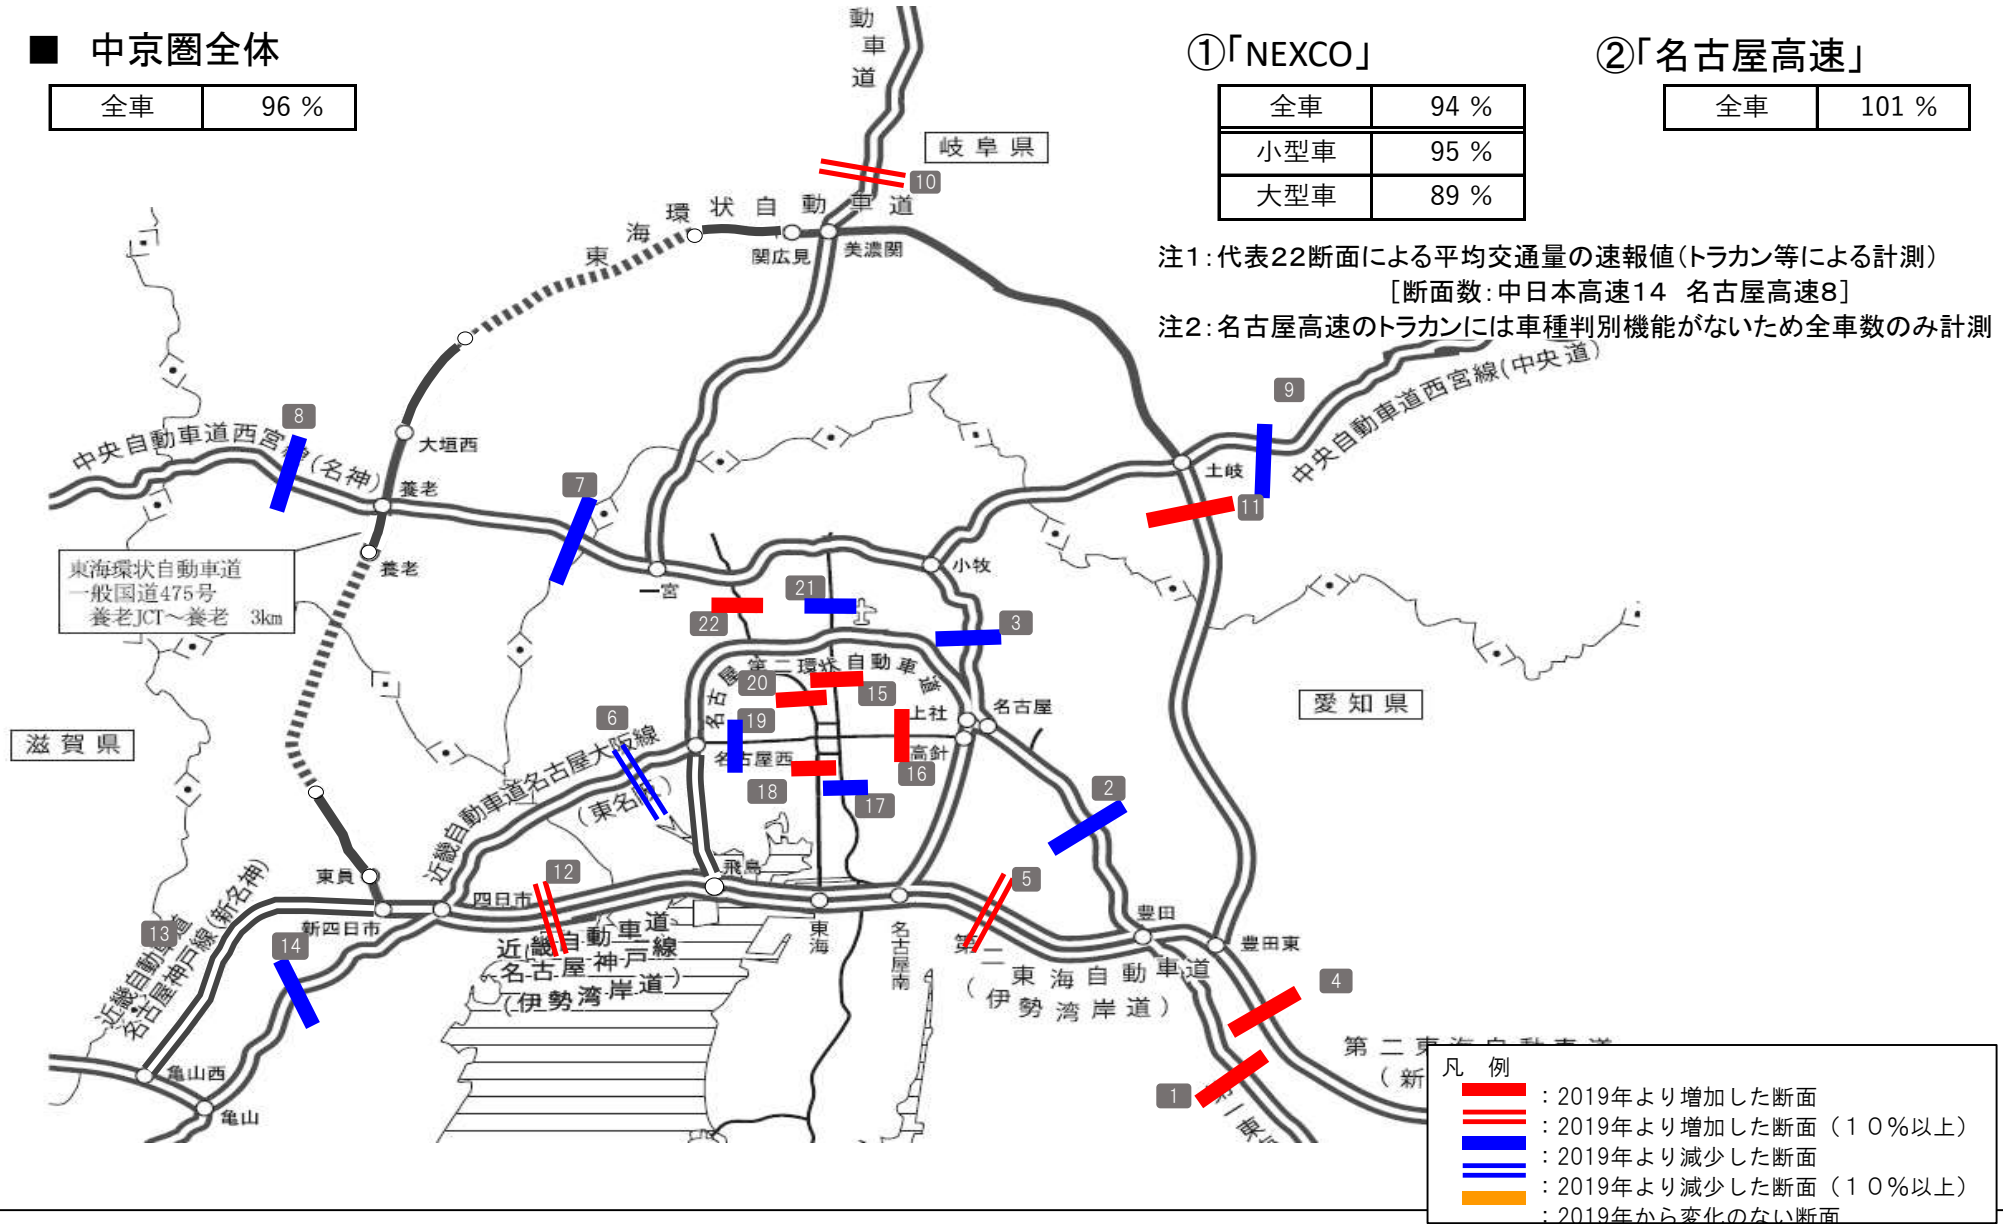 ■ 中京圏全体
全車 96 %
①「NEXCO」
全車 94 %
小型車 95 %
大型車 89 %
②「名古屋高速」
全車 101 %
注1：代表22断面による平均交通量の速報値（トラカン等による計測）
［断面数：中日本高速14 名古屋高速8］
注2：名古屋高速のトラカンには車種判別機能がないため全車数のみ計測
動車道
岐阜県
10
東海環状自動車道
関広見
美濃関
中央自動車道西宮線(中央道)
9
8
中央自動車道西宮線(名神)
大垣西
養老
7
土岐
11
養老
東海環状自動車道
一般国道475号
養老JCT～養老 3km
一宮
小牧
21
22
3
名古屋第二環状自動車道
20
15
19
上社
名古屋
愛知県
滋賀県
6
近畿自動車道名古屋大阪線
(東名阪)
名古屋西
高針
16
18
17
2
飛島
東員
12
5
四日市
新四日市
豊田
13
14
近畿自動車道
名古屋神戸線(新名神)
近畿自動車道
名古屋神戸線
(伊勢湾岸道)
東海
名古屋南
第二東海自動車道
(伊勢湾岸道)
豊田東
4
1
亀山西
亀山
第二東海自動車道
(新
第一東
凡 例
：2019年より増加した断面
：2019年より増加した断面（１０％以上）
：2019年より減少した断面
：2019年より減少した断面（１０％以上）
：2019年から変化のない断面